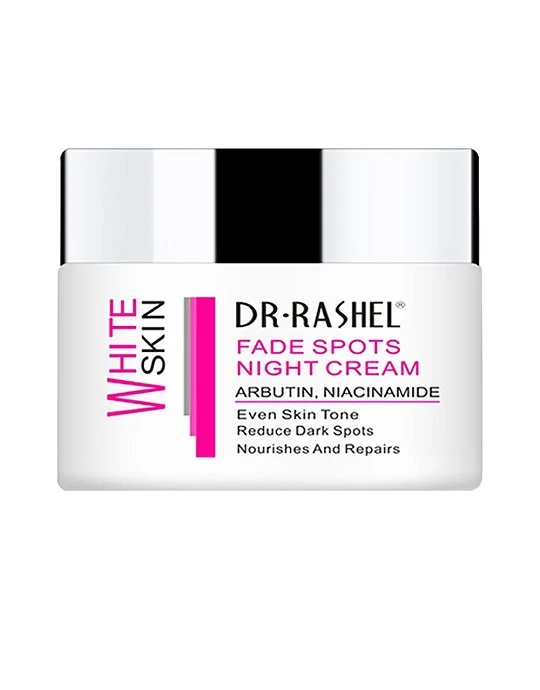 WHITE
SKIN
DR·RASHEL®
FADE SPOTS
NIGHT CREAM
ARBUTIN, NIACINAMIDE
Even Skin Tone
Reduce Dark Spots
Nourishes And Repairs